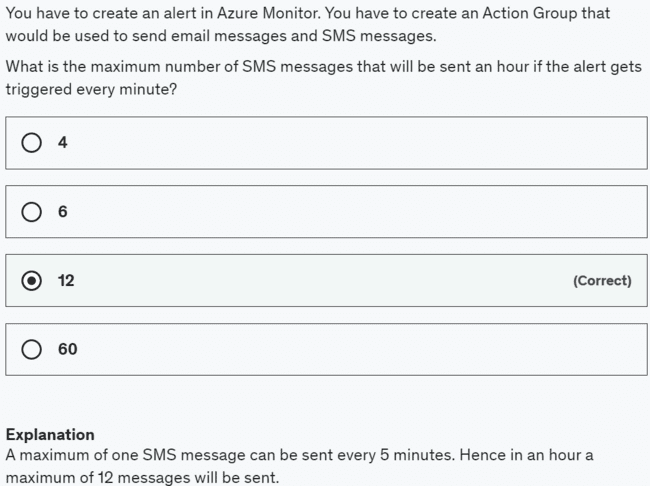 You have to create an alert in Azure Monitor. You have to create an Action Group that
would be used to send email messages and SMS messages.
What is the maximum number of SMS messages that will be sent an hour if the alert gets
triggered every minute?
4
6
12 (Correct)
60
Explanation
A maximum of one SMS message can be sent every 5 minutes. Hence in an hour a
maximum of 12 messages will be sent.